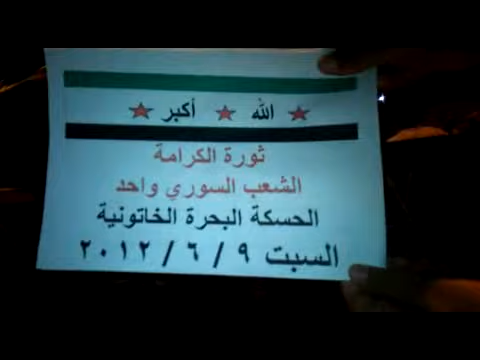 الله أكبر
ثورة الكرامة
الشعب السوري واحد
الحسكة البحرة الخاتونية
السبت ٩ / ٦ / ٢٠١٢